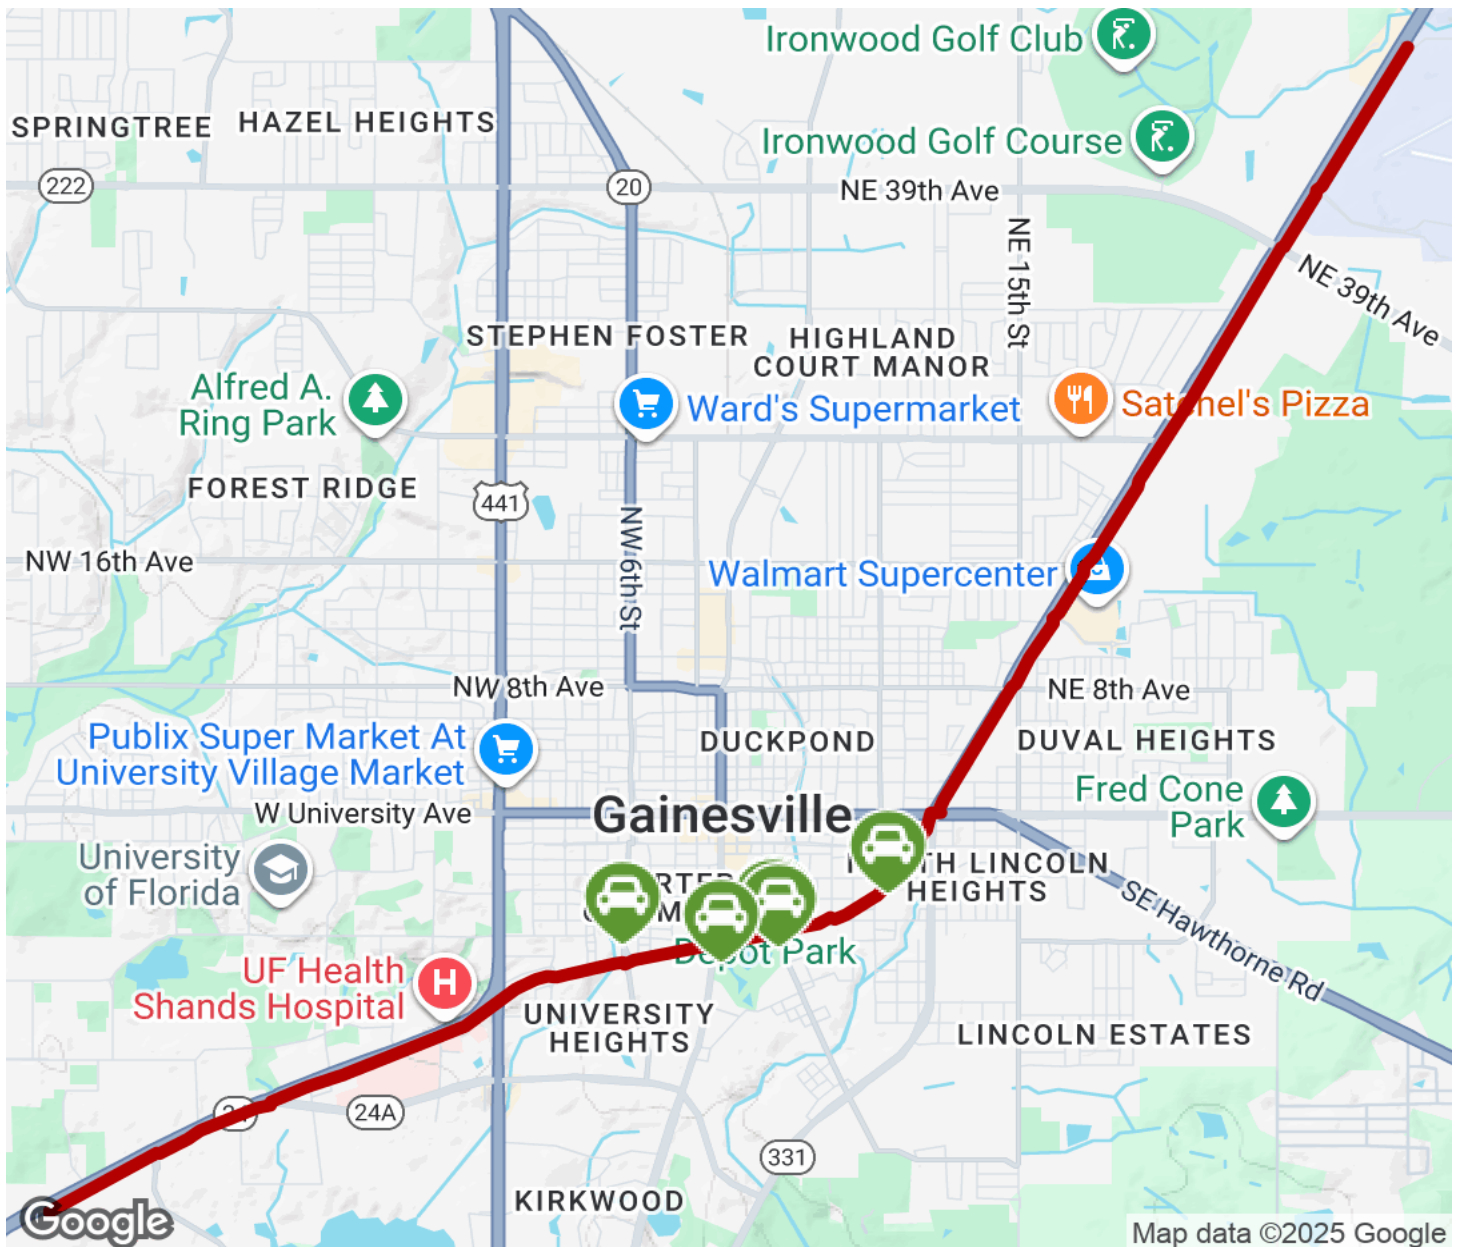 Ironwood Golf Club
SPRINGTREE
HAZEL HEIGHTS
Ironwood Golf Course
222
20
NE 39th Ave
NE 15th St
NE 39th Ave
STEPHEN FOSTER
HIGHLAND
COURT MANOR
Alfred A.
Ring Park
Ward's Supermarket
Satchel's Pizza
FOREST RIDGE
441
NW 6th St
NW 16th Ave
Walmart Supercenter
NW 8th Ave
NE 8th Ave
Publix Super Market At
University Village Market
DUCKPOND
DUVAL HEIGHTS
W University Ave
Gainesville
Fred Cone
Park
University
of Florida
LINCOLN
HEIGHTS
SE Hawthorne Rd
Depot Park
UF Health
Shands Hospital
H
UNIVERSITY
HEIGHTS
LINCOLN ESTATES
24
24A
331
KIRKWOOD
Google
Map data ©2025 Google